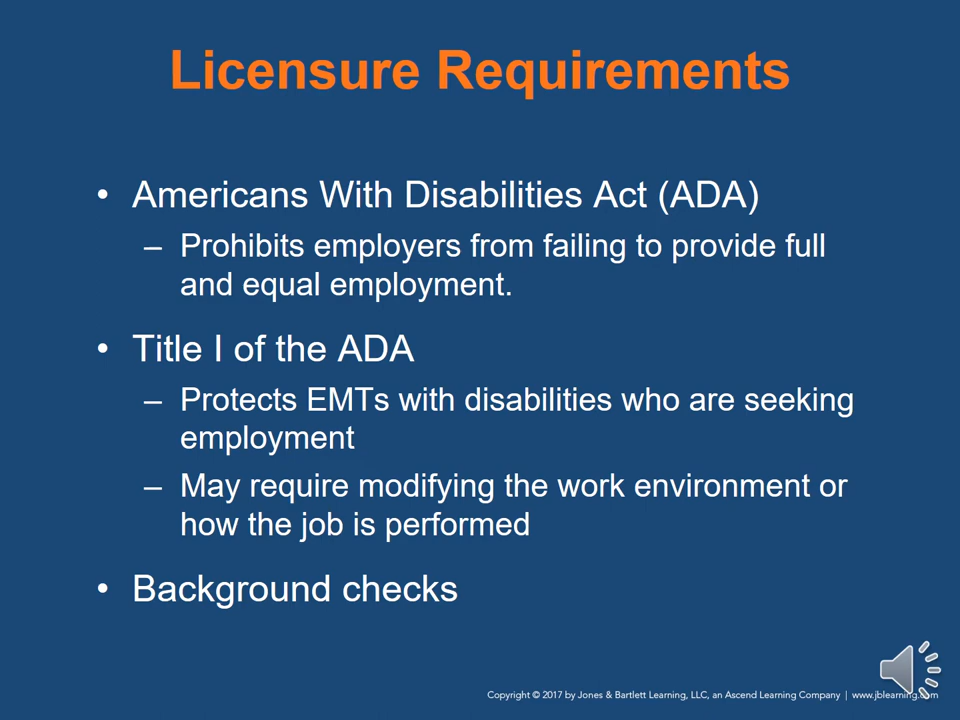 Licensure Requirements
• Americans With Disabilities Act (ADA)
– Prohibits employers from failing to provide full
and equal employment.
• Title I of the ADA
– Protects EMTs with disabilities who are seeking
employment
– May require modifying the work environment or
how the job is performed
• Background checks
Copyright © 2017 by Jones & Bartlett Learning, LLC, an Ascend Learning Company | www.jblearning.com